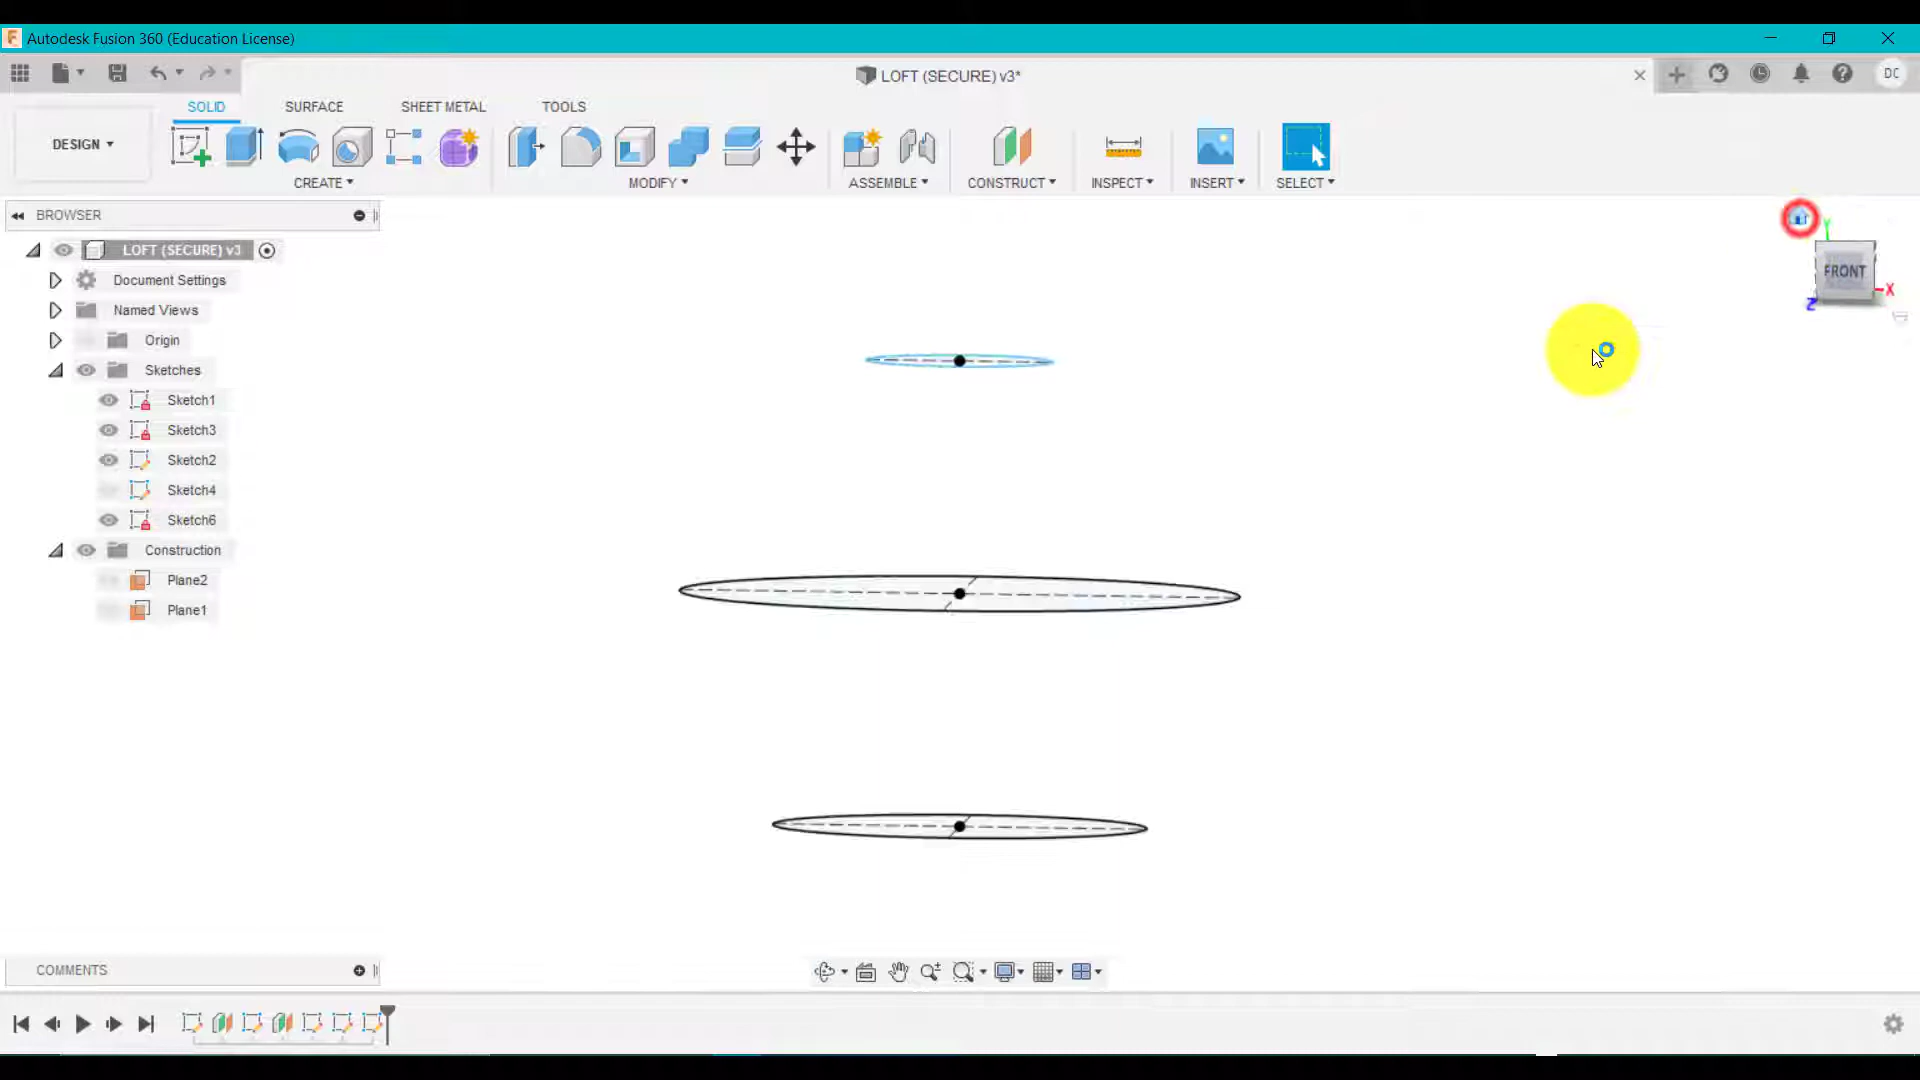 Autodesk Fusion 360 (Education License)
LOFT (SECURE) v3*
DC
SOLID SURFACE SHEET METAL TOOLS
DESIGN
CREATE MODIFY ASSEMBLE CONSTRUCT INSPECT INSERT SELECT
BROWSER
LOFT (SECURE) v3
Document Settings
Named Views
Origin
Sketches
Sketch1
Sketch3
Sketch2
Sketch4
Sketch6
Construction
Plane2
Plane1
Y
FRONT
X
Z
COMMENTS